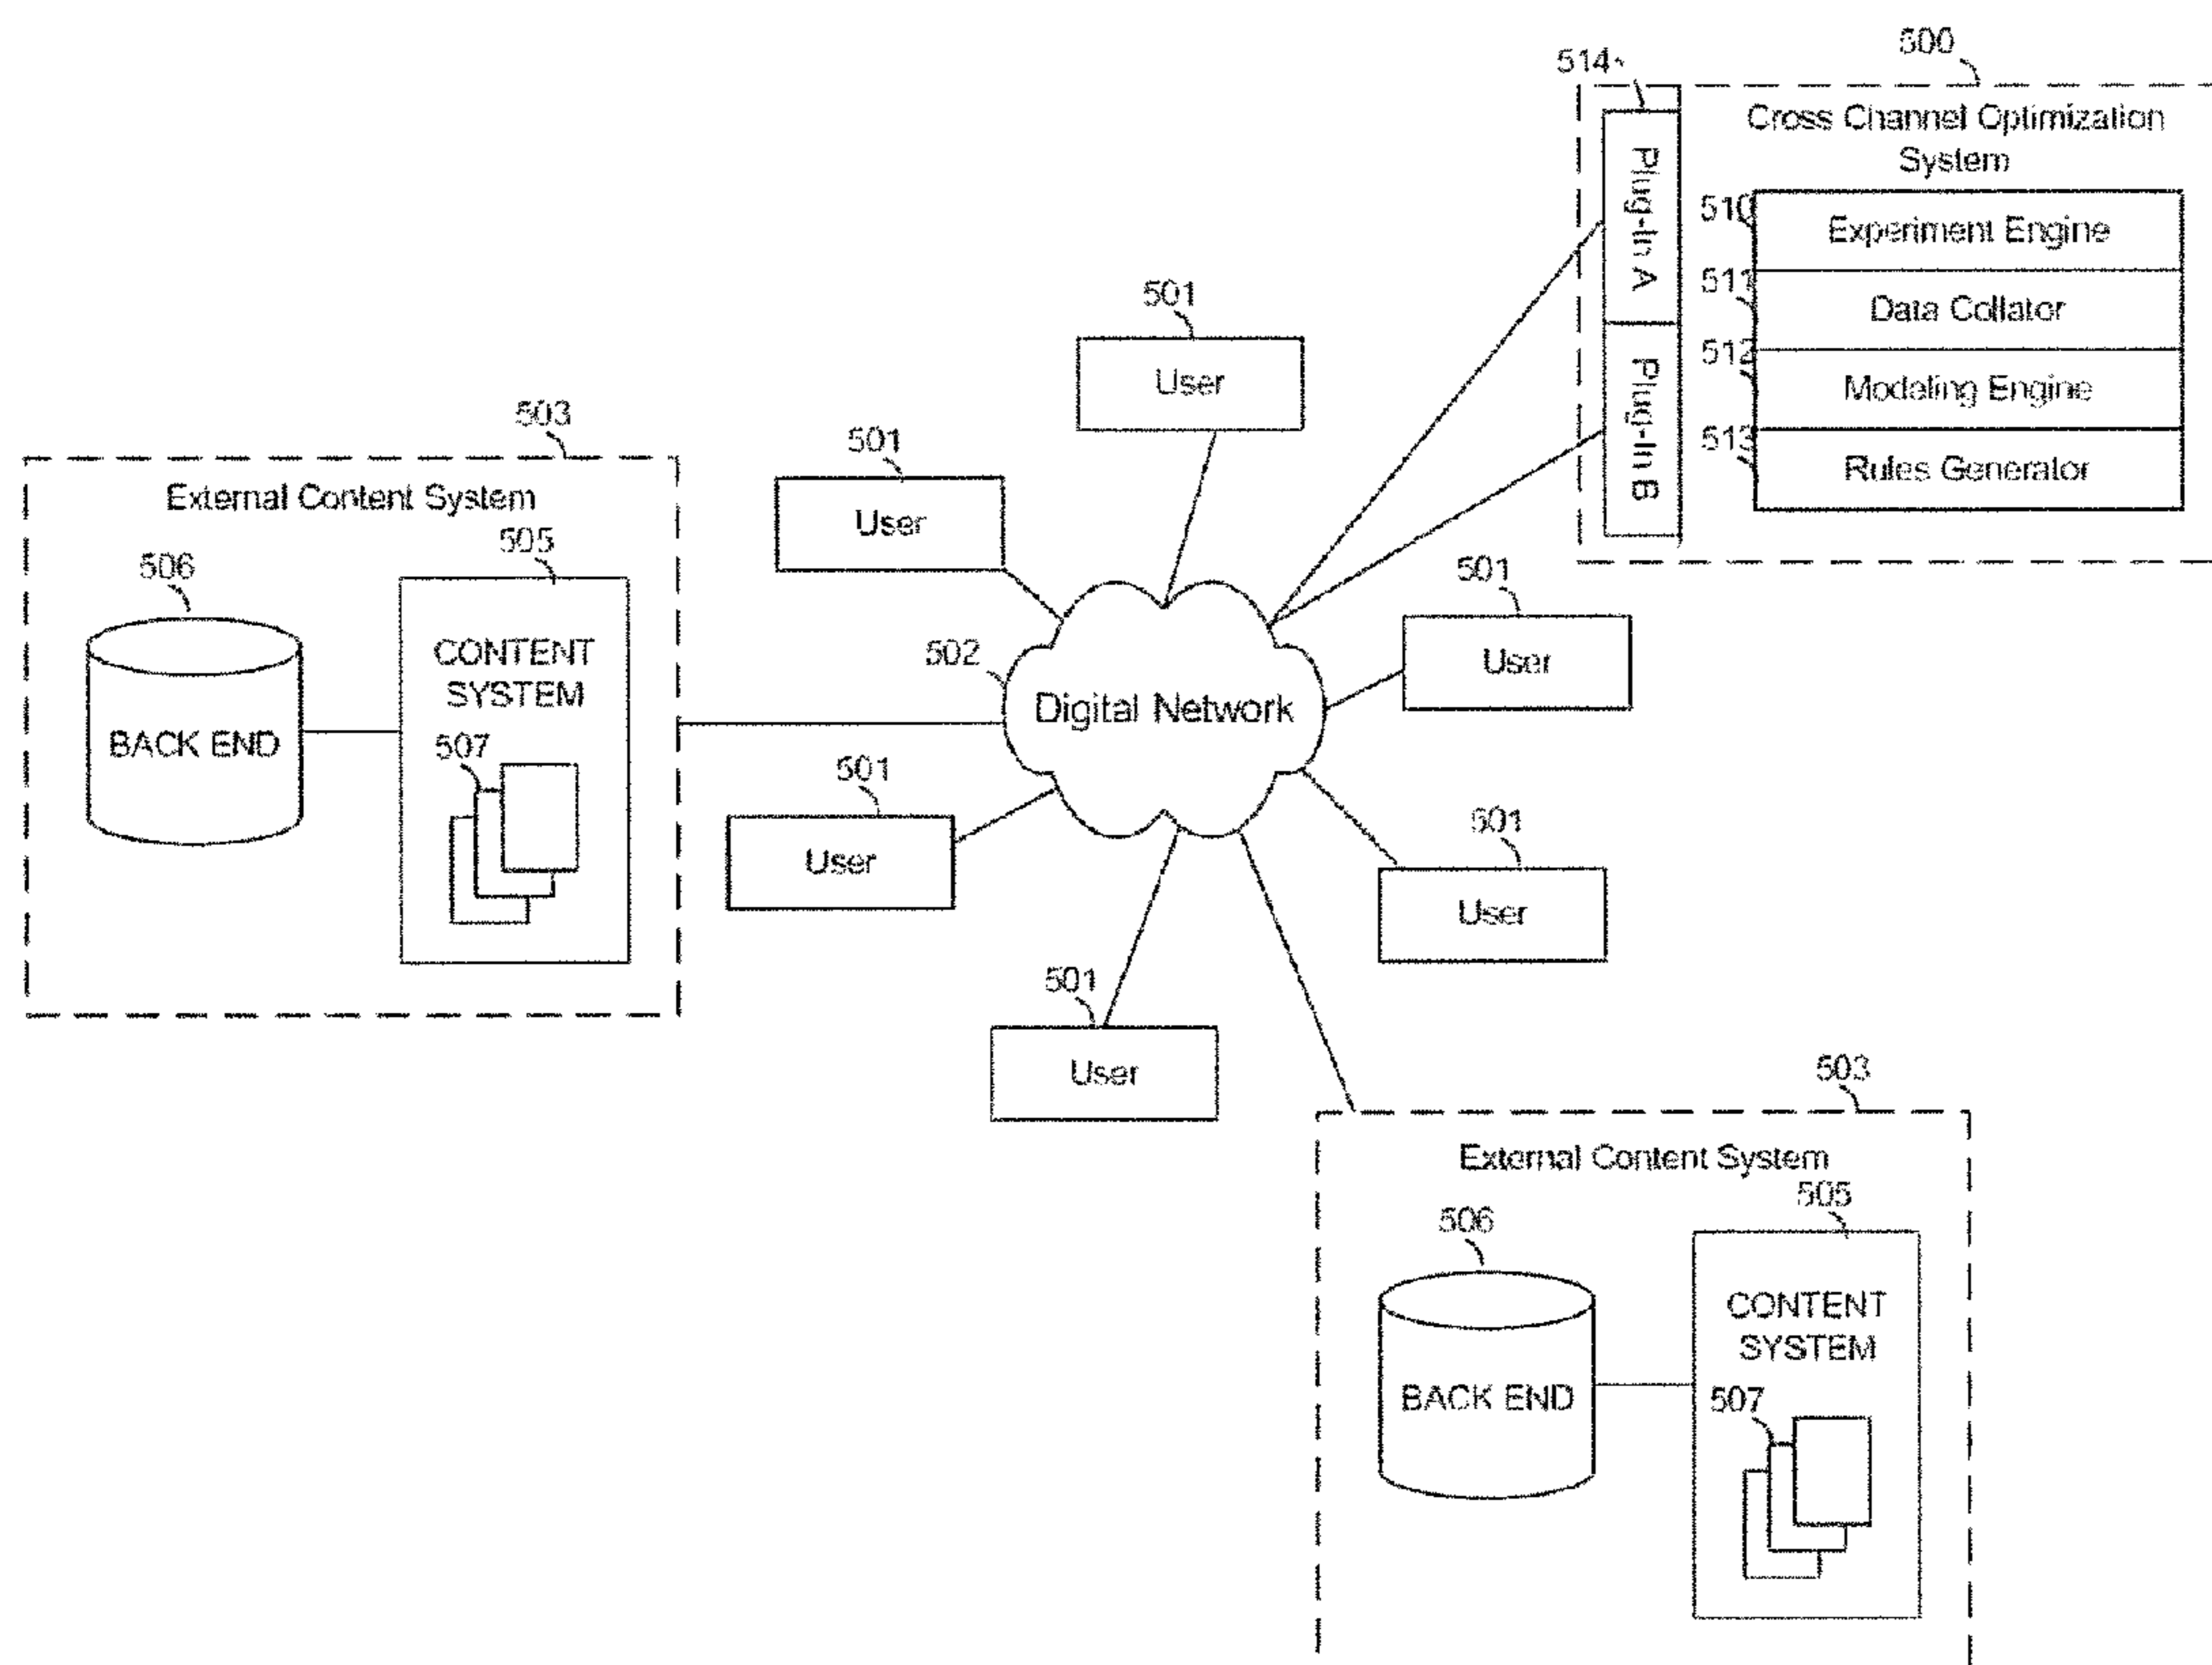 500
514
Cross Channel Optimization
System
Plug-In A
Plug-In B
510
Experiment Engine
511
Data Collator
512
Modeling Engine
513
Rules Generator
501
User
501
User
503
External Content System
505
506
CONTENT
SYSTEM
BACK END
507
501
User
502
Digital Network
501
User
501
User
501
User
503
External Content System
505
506
CONTENT
SYSTEM
BACK END
507